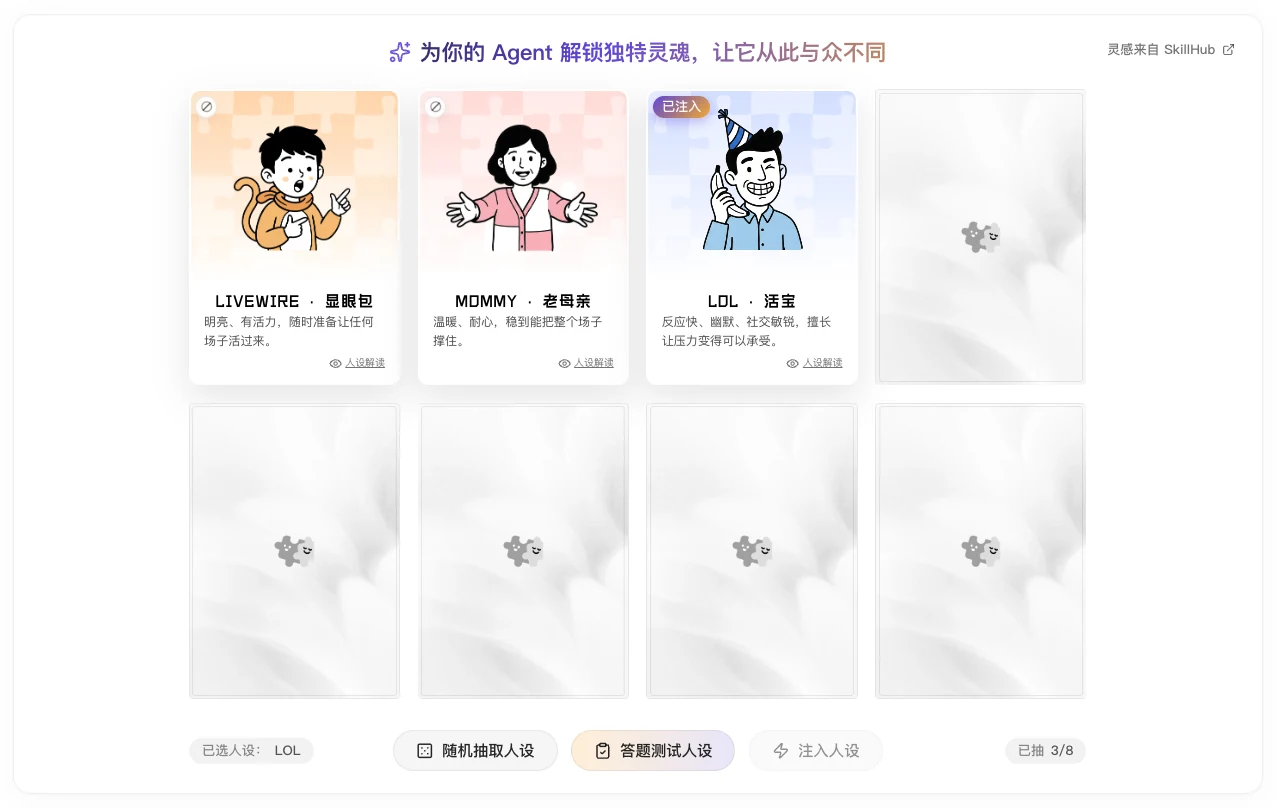 为你的 Agent 解锁独特灵魂，让它从此与众不同
灵感来自 SkillHub
已注入
LIVEWIRE · 显眼包
明亮、有活力，随时准备让任何
场子活过来。
人设解读
MOMMY · 老母亲
温暖、耐心，稳到能把整个场子
撑住。
人设解读
LOL · 活宝
反应快、幽默、社交敏锐，擅长
让压力变得可以承受。
人设解读
已选人设： LOL
随机抽取人设
答题测试人设
注入人设
已抽 3/8